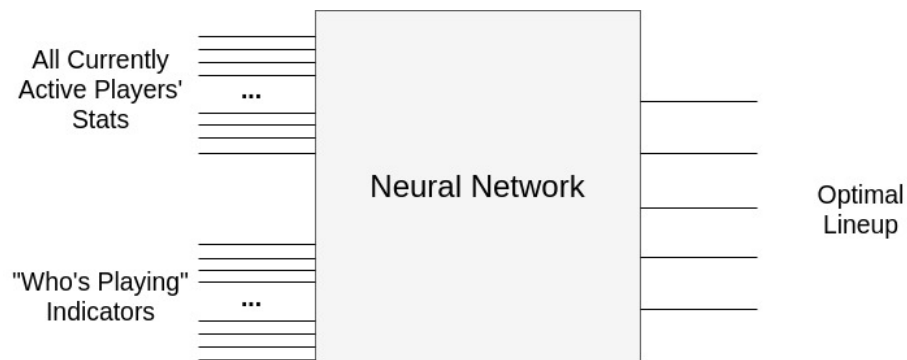 All Currently
Active Players'
Stats
...
Neural Network
Optimal
Lineup
"Who's Playing"
Indicators
...